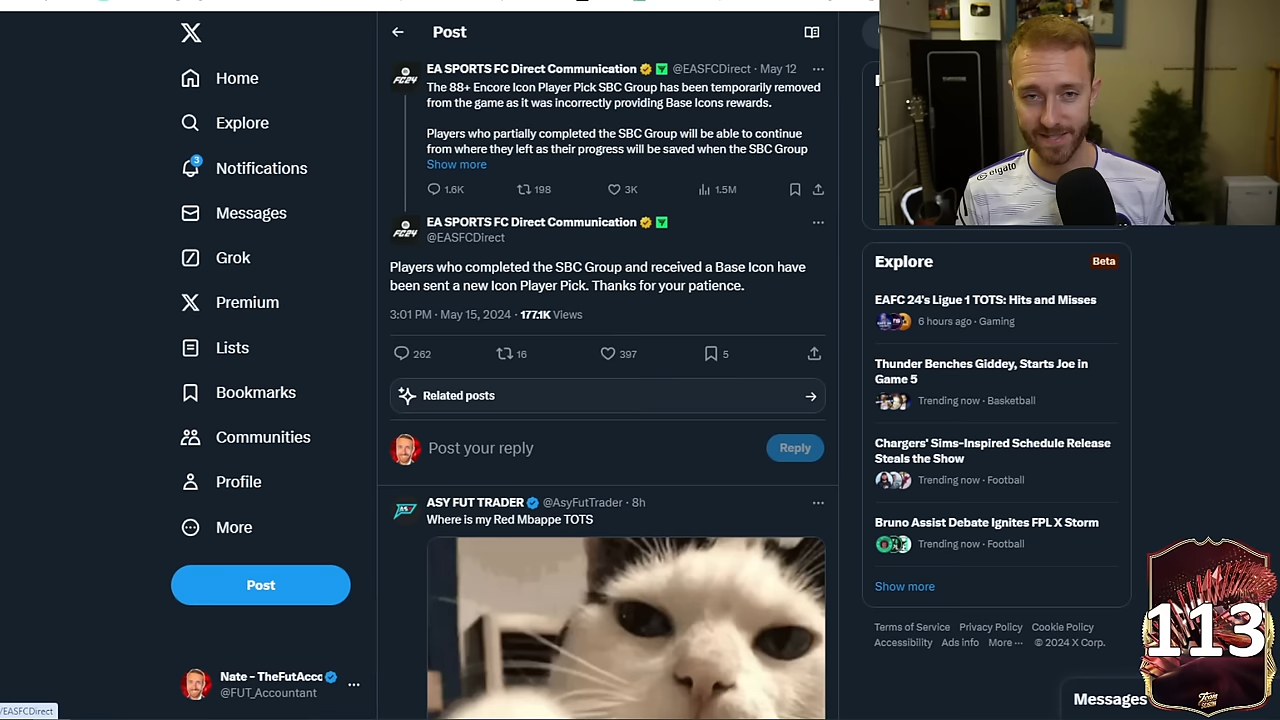 Post
EA SPORTS FC Direct Communication @EASFCDirect · May 12
The 88+ Encore Icon Player Pick SBC Group has been temporarily removed
from the game as it was incorrectly providing Base Icons rewards.
Players who partially completed the SBC Group will be able to continue
from where they left as their progress will be saved when the SBC Group
Show more
1.6K 198 3K 1.5M
EA SPORTS FC Direct Communication
@EASFCDirect
Players who completed the SBC Group and received a Base Icon have
been sent a new Icon Player Pick. Thanks for your patience.
3:01 PM · May 15, 2024 · 177.1K Views
262 16 397 5
Related posts
Post your reply
Reply
ASY FUT TRADER @AsyFutTrader · 8h
Where is my Red Mbappe TOTS
Home
Explore
3
Notifications
Messages
Grok
Premium
Lists
Bookmarks
Communities
Profile
More
Post
Nate - TheFutAccc
@FUT_Accountant
/EASFCDirect
elgato
Explore
Beta
EAFC 24's Ligue 1 TOTS: Hits and Misses
6 hours ago · Gaming
Thunder Benches Giddey, Starts Joe in
Game 5
Trending now · Basketball
Chargers' Sims-Inspired Schedule Release
Steals the Show
Trending now · Football
Bruno Assist Debate Ignites FPL X Storm
Trending now · Football
Show more
Terms of Service Privacy Policy Cookie Policy
Accessibility Ads info More ··· © 2024 X Corp.
Messages
113
FC24
FC24